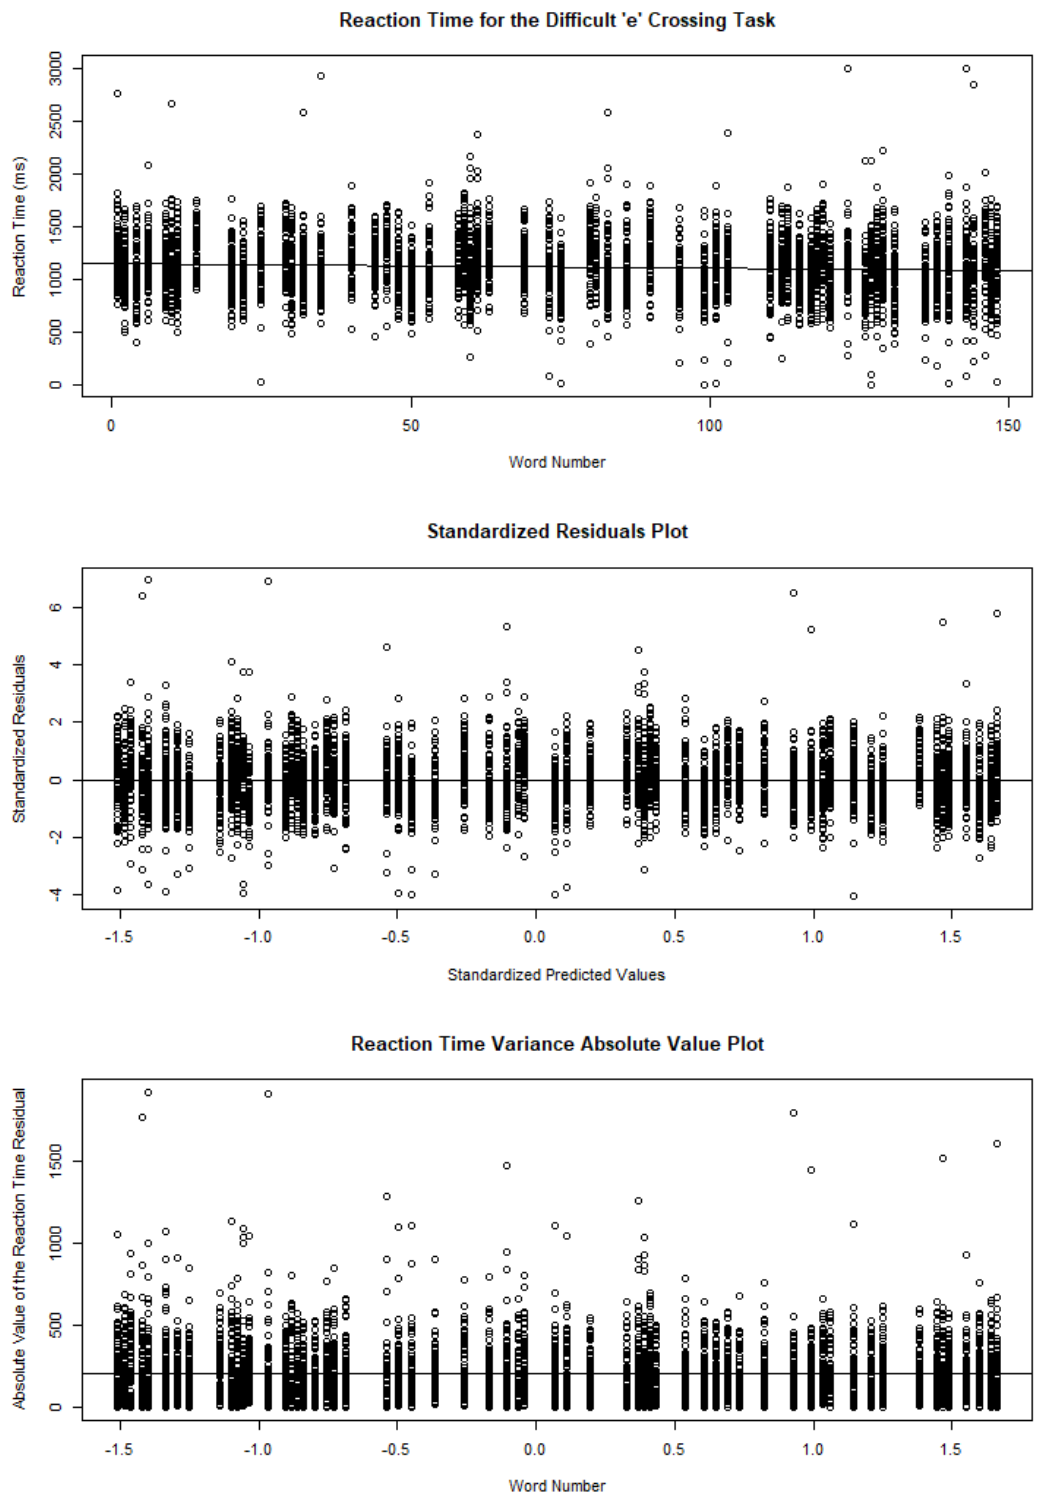 Reaction Time for the Difficult 'e' Crossing Task
Reaction Time (ms)
3000
2500
2000
1500
1000
500
0
0 50 100 150
Word Number
Standardized Residuals Plot
Standardized Residuals
6
4
2
0
-2
-4
-1.5 -1.0 -0.5 0.0 0.5 1.0 1.5
Standardized Predicted Values
Reaction Time Variance Absolute Value Plot
Absolute Value of the Reaction Time Residual
1500
1000
500
0
-1.5 -1.0 -0.5 0.0 0.5 1.0 1.5
Word Number